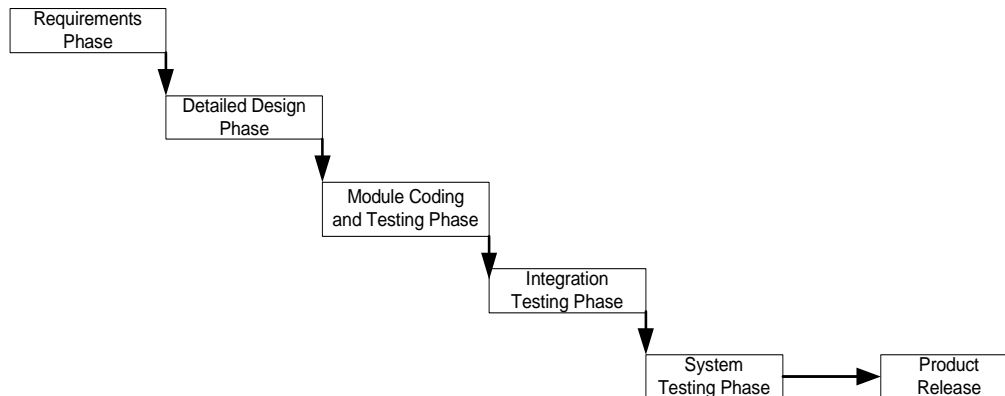 Requirements
Phase
Detailed Design
Phase
Module Coding
and Testing Phase
Integration
Testing Phase
System
Testing Phase
Product
Release